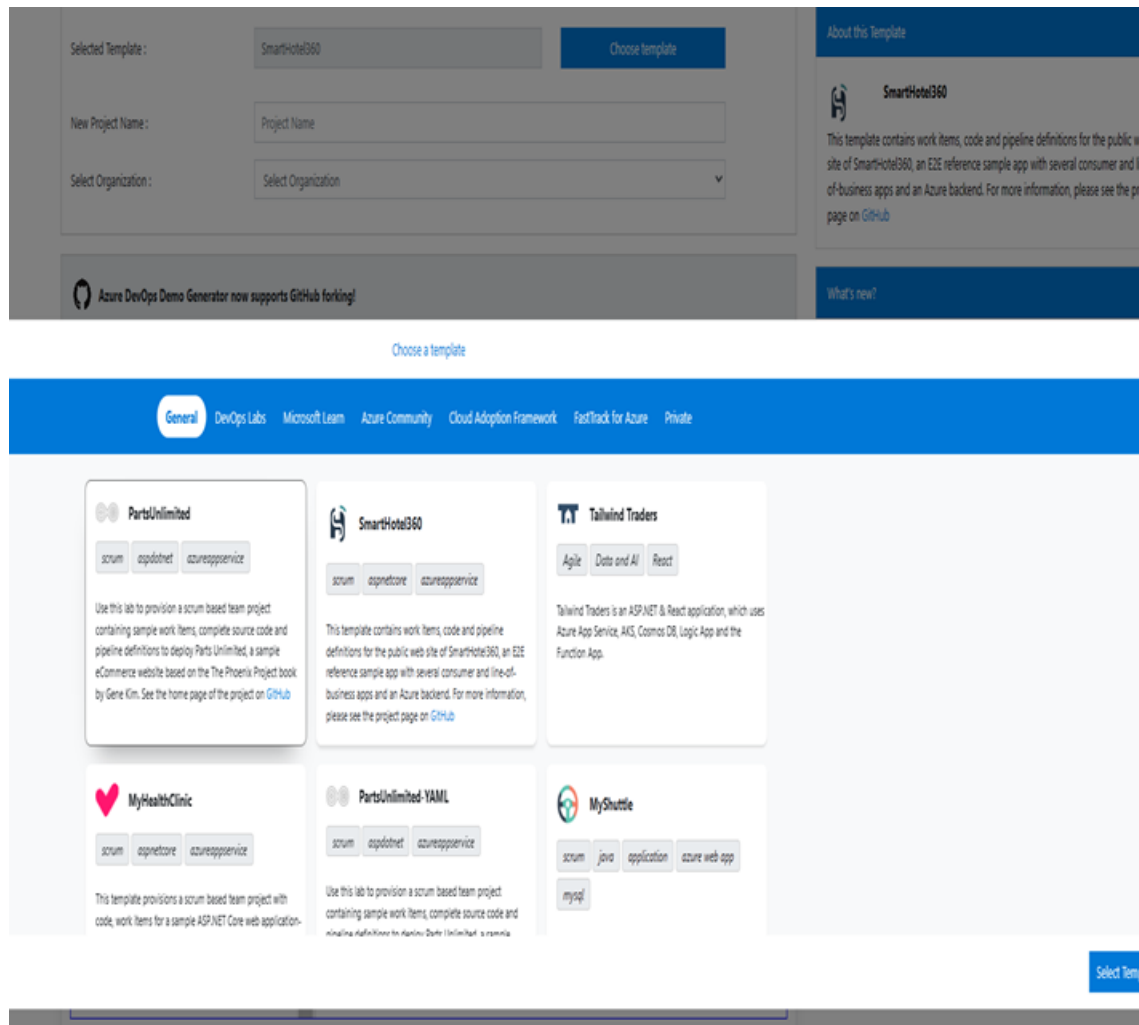 Selected Template :
SmartHotel360
Choose template
New Project Name :
Project Name
Select Organization :
Select Organization
Azure DevOps Demo Generator now supports GitHub forking!
About this Template
SmartHotel360
This template contains work items, code and pipeline definitions for the public
site of SmartHotel360, an E2E reference sample app with several consumer and
of-business apps and an Azure backend. For more information, please see the
page on GitHub
What's new?
Choose a template
General DevOps Labs Microsoft Learn Azure Community Cloud Adoption Framework FastTrack for Azure Private
PartsUnlimited
scrum aspdotnet azureappservice
Use this lab to provision a scrum based team project
containing sample work items, complete source code and
pipeline definitions to deploy Parts Unlimited, a sample
eCommerce website based on the The Phoenix Project book
by Gene Kim. See the home page of the project on GitHub
SmartHotel360
scrum aspnetcore azureappservice
This template contains work items, code and pipeline
definitions for the public web site of SmartHotel360, an E2E
reference sample app with several consumer and line-of-
business apps and an Azure backend. For more information,
please see the project page on GitHub
Tailwind Traders
Agile Data and AI React
Tailwind Traders is an ASP.NET & React application, which uses
Azure App Service, AKS, Cosmos DB, Logic App and the
Function App.
MyHealthClinic
scrum aspnetcore azureappservice
This template provisions a scrum based team project with
code, work items for a sample ASP.NET Core web application-
PartsUnlimited-YAML
scrum aspdotnet azureappservice
Use this lab to provision a scrum based team project
containing sample work items, complete source code and
pipeline definitions to deploy Parts Unlimited, a sample
MyShuttle
scrum java application azure web app
mysql
Select